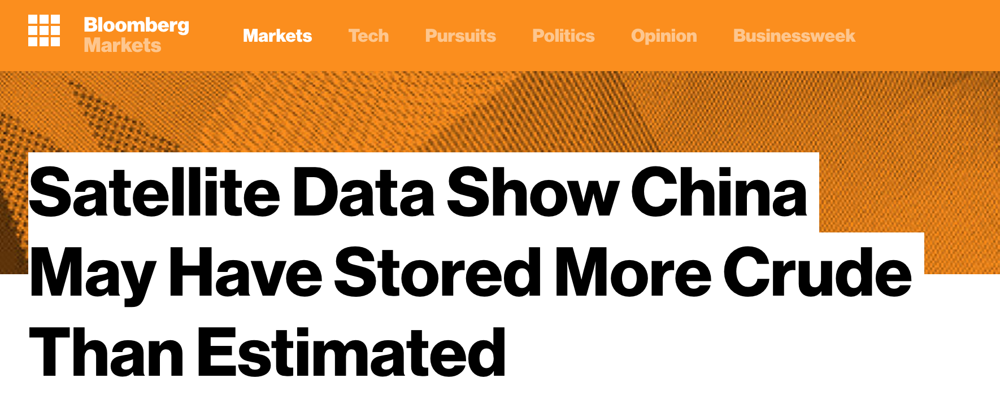 Bloomberg
Markets
Markets Tech Pursuits Politics Opinion Businessweek
Satellite Data Show China
May Have Stored More Crude
Than Estimated